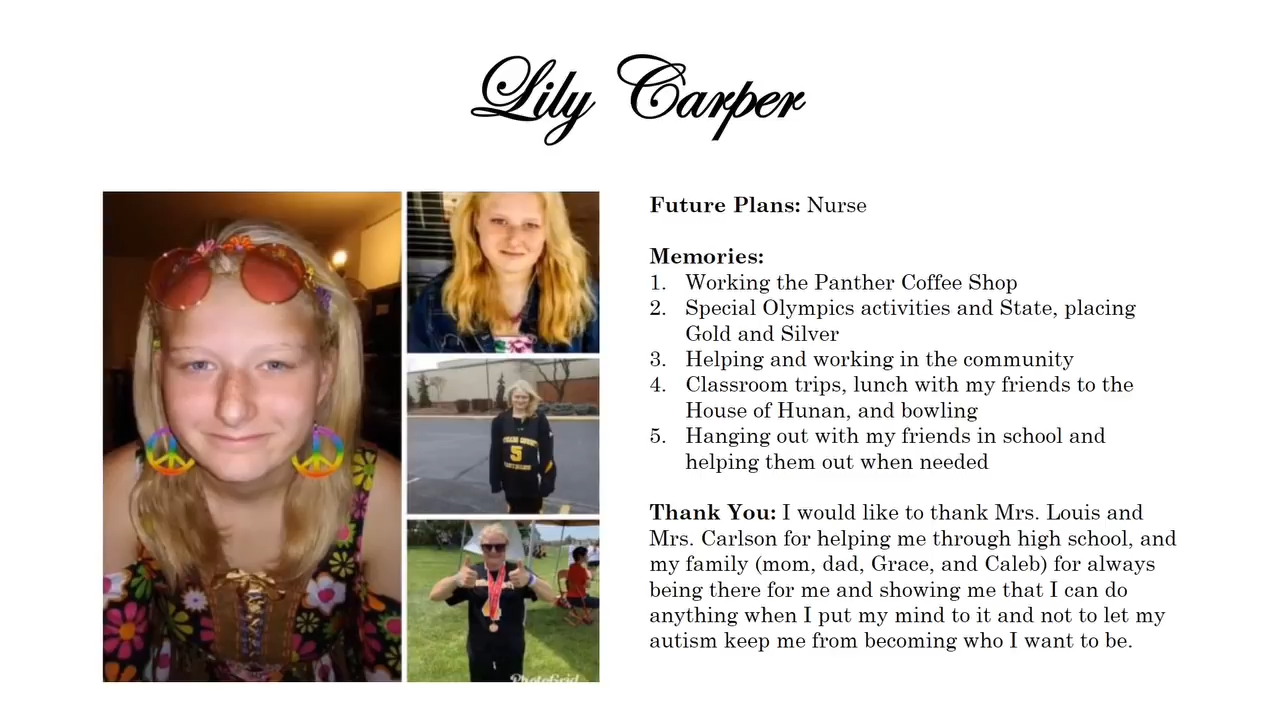 Lily Carper
Future Plans: Nurse
Memories:
1. Working the Panther Coffee Shop
2. Special Olympics activities and State, placing
Gold and Silver
3. Helping and working in the community
4. Classroom trips, lunch with my friends to the
House of Hunan, and bowling
5. Hanging out with my friends in school and
helping them out when needed
Thank You: I would like to thank Mrs. Louis and
Mrs. Carlson for helping me through high school, and
my family (mom, dad, Grace, and Caleb) for always
being there for me and showing me that I can do
anything when I put my mind to it and not to let my
autism keep me from becoming who I want to be.
5
PhotoGrid